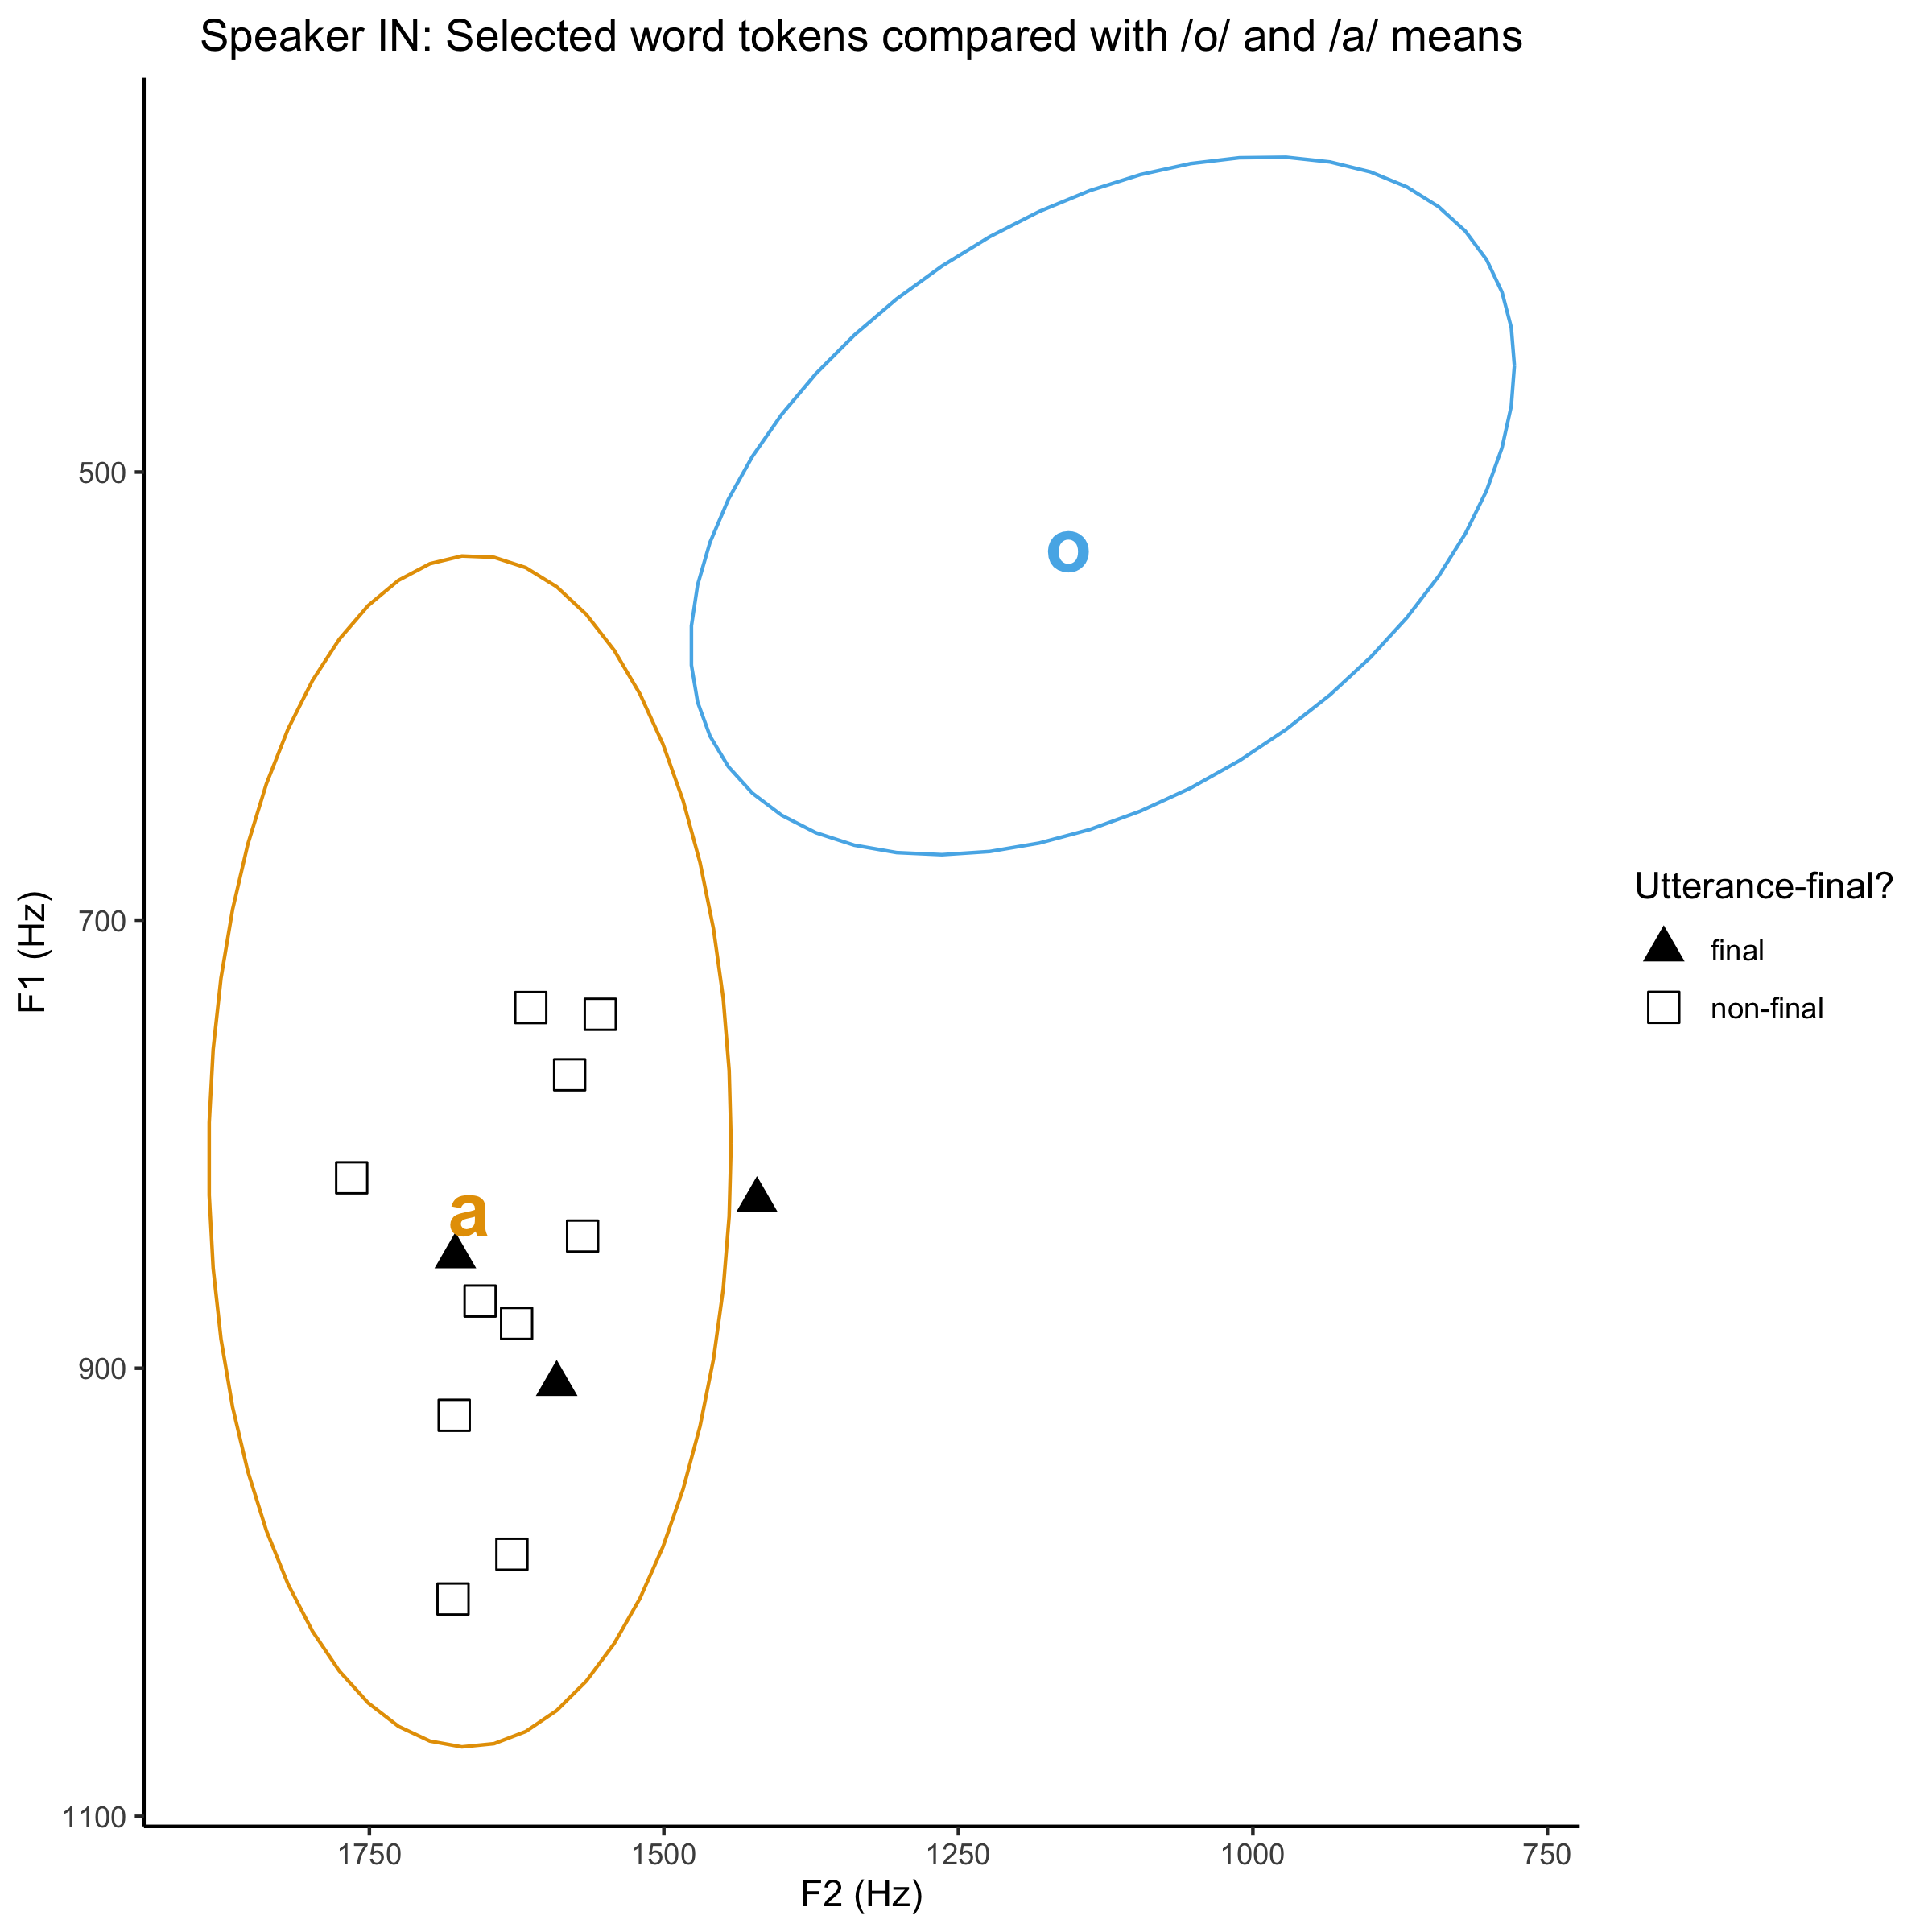 Speaker IN: Selected word tokens compared with /o/ and /a/ means
500
700
900
1100
F1 (Hz)
o
a
1750
1500
1250
1000
750
F2 (Hz)
Utterance-final?
final
non-final